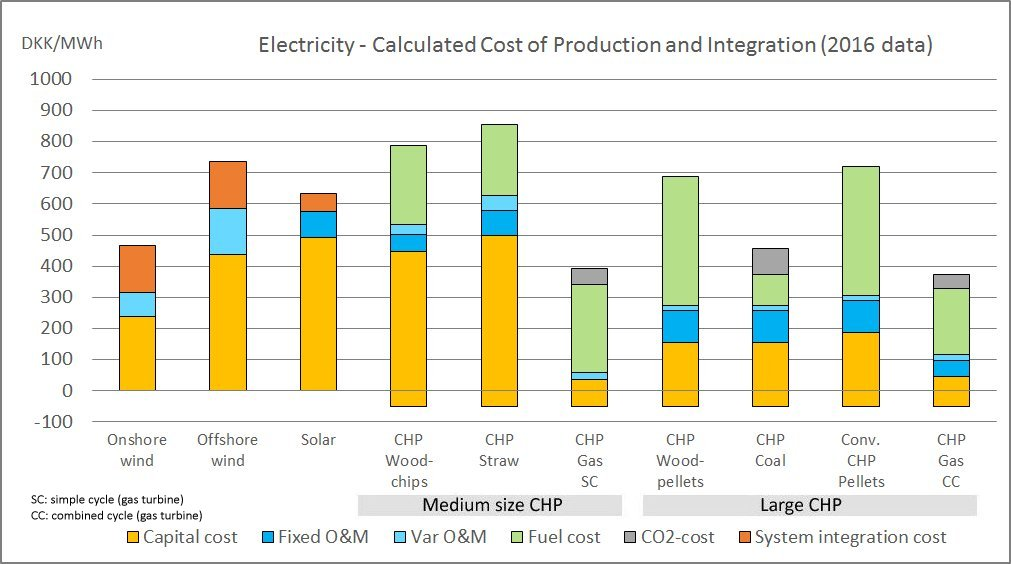 DKK/MWh
Electricity - Calculated Cost of Production and Integration (2016 data)
1000
900
800
700
600
500
400
300
200
100
0
-100
Onshore
wind
Offshore
wind
Solar
CHP
Wood-
chips
CHP
Straw
CHP
Gas
SC
CHP
Wood-
pellets
CHP
Coal
Conv.
CHP
Pellets
CHP
Gas
CC
SC: simple cycle (gas turbine)
CC: combined cycle (gas turbine)
Medium size CHP
Large CHP
Capital cost
Fixed O&M
Var O&M
Fuel cost
CO2-cost
System integration cost